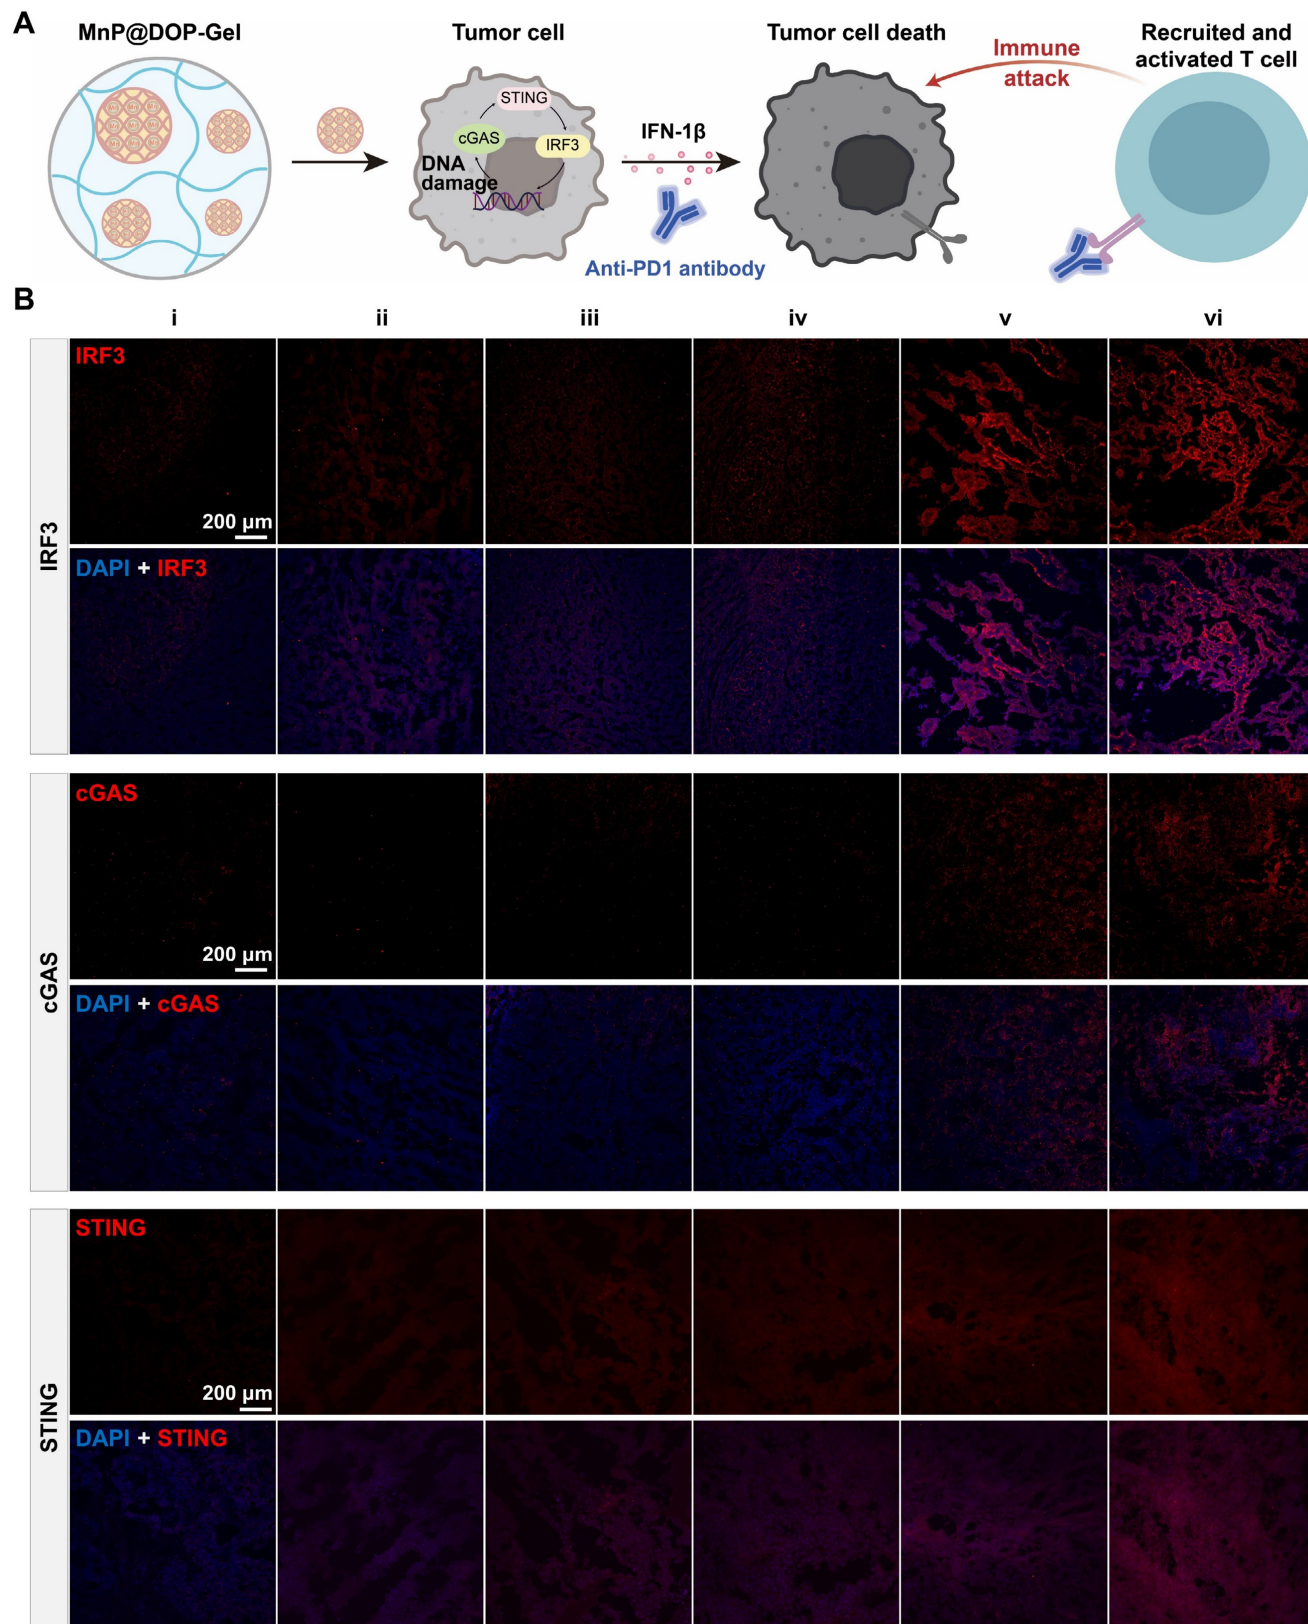 A
MnP@DOP-Gel
Tumor cell
Tumor cell death
Immune
attack
Recruited and
activated T cell
STING
cGAS
IRF3
DNA
damage
IFN-1β
Anti-PD1 antibody
B
i
ii
iii
iv
v
vi
IRF3
IRF3
200 µm
DAPI + IRF3
cGAS
cGAS
200 µm
DAPI + cGAS
STING
STING
200 µm
DAPI + STING